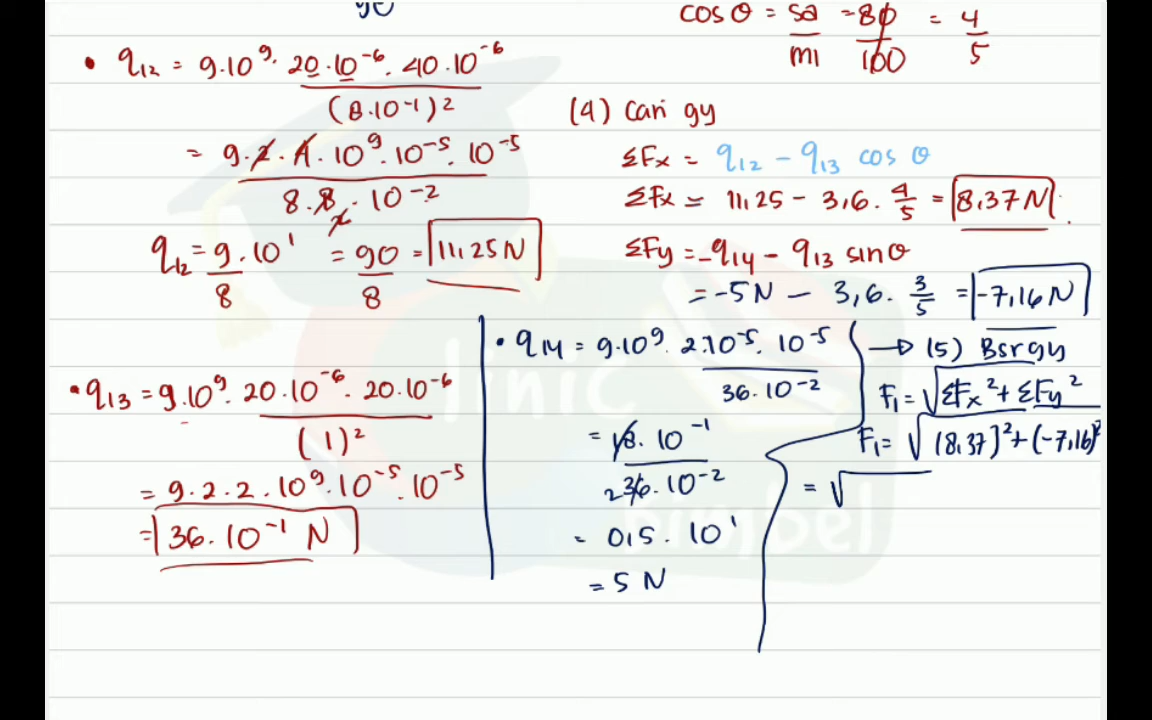 cos θ = sa/mi = 80/100 = 4/5
• q12 = 9.10⁹. 20.10⁻⁶. 40.10⁻⁶ / (8.10⁻¹)²
= 9.2.4.10⁹.10⁻⁵.10⁻⁵ / 8.8.10⁻²
q12 = 9.10¹ / 8 = 90/8 = 11,25 N
• q13 = 9.10⁹. 20.10⁻⁶. 20.10⁻⁶ / (1)²
= 9.2.2.10⁹.10⁻⁵.10⁻⁵
= 36.10⁻¹ N
(4) Cari gy
ΣFx = q12 - q13 cos θ
ΣFx = 11,25 - 3,6. 4/5 = 8,37 N
ΣFy = -q14 - q13 sin θ
= -5N - 3,6. 3/5 = -7,16 N
• q14 = 9.10⁹. 2.10⁻⁵. 10⁻⁵ / 36.10⁻²
= 18.10⁻¹ / 2 36.10⁻²
= 0,5. 10¹
= 5 N
→ (5) Bsr gy
F₁ = √ΣFx² + ΣFy²
F₁ = √(8,37)² + (-7,16)²
= √
linic
Bimbel